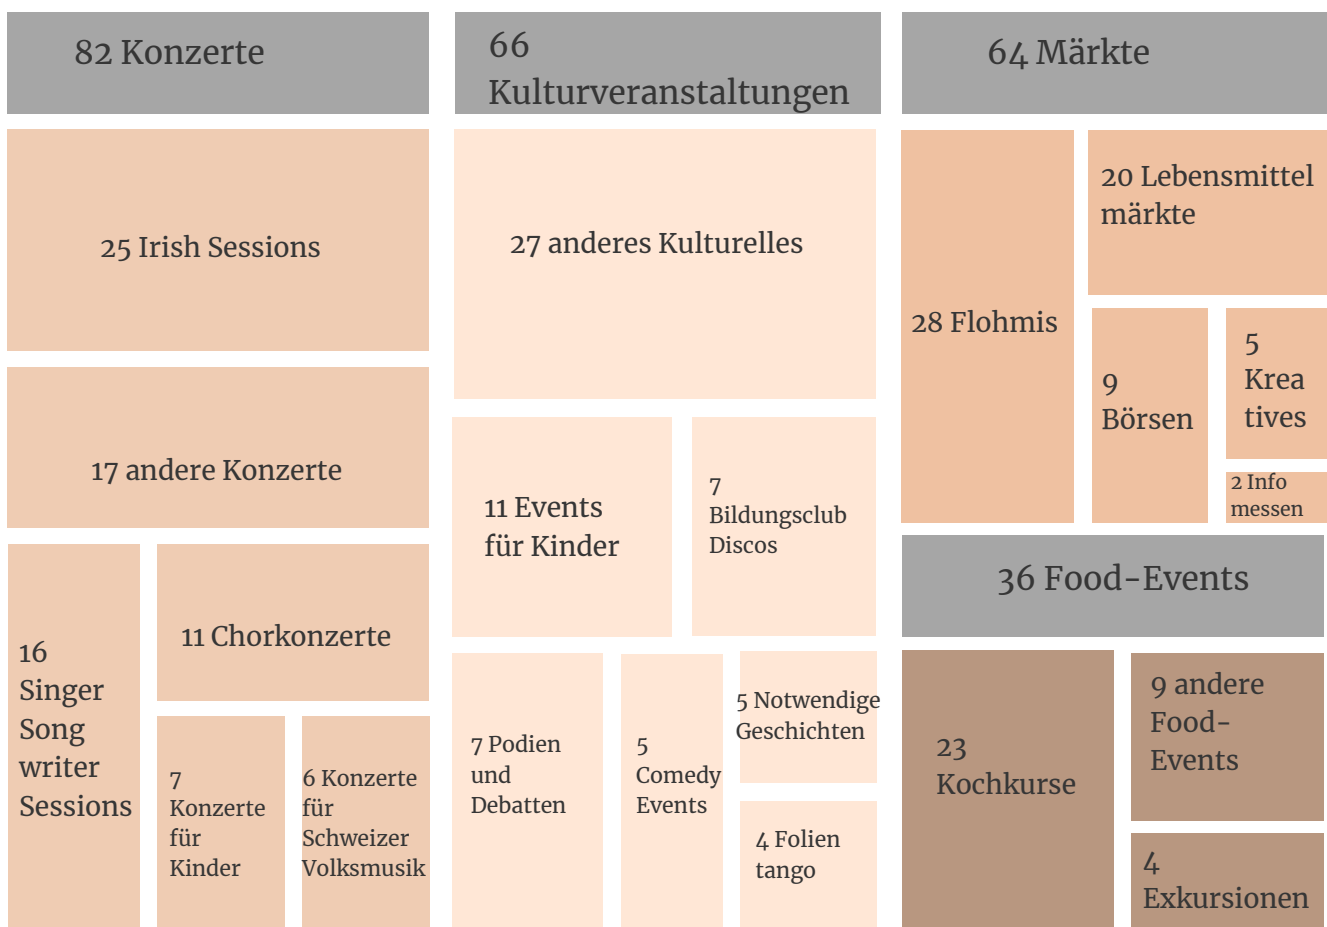 82 Konzerte
25 Irish Sessions
17 andere Konzerte
16
Singer
Song
writer
Sessions
11 Chorkonzerte
7
Konzerte
für
Kinder
6 Konzerte
für
Schweizer
Volksmusik
66
Kulturveranstaltungen
27 anderes Kulturelles
11 Events
für Kinder
7
Bildungsclub
Discos
7 Podien
und
Debatten
5
Comedy
Events
5 Notwendige
Geschichten
4 Folien
tango
64 Märkte
28 Flohmis
20 Lebensmittel
märkte
9
Börsen
5
Krea
tives
2 Info
messen
36 Food-Events
23
Kochkurse
9 andere
Food-
Events
4
Exkursionen